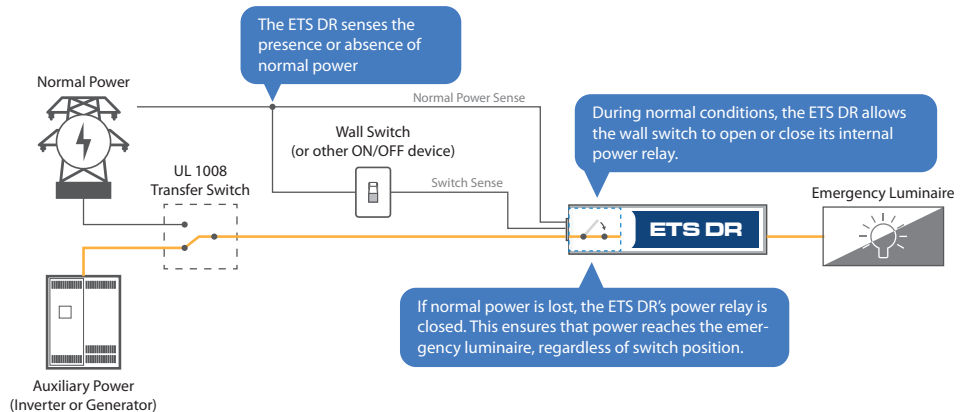 The ETS DR senses the
presence or absence of
normal power
Normal Power
Normal Power Sense
During normal conditions, the ETS DR allows
the wall switch to open or close its internal
power relay.
Wall Switch
(or other ON/OFF device)
UL 1008
Transfer Switch
Switch Sense
Emergency Luminaire
ETS DR
If normal power is lost, the ETS DR's power relay is
closed. This ensures that power reaches the emer-
gency luminaire, regardless of switch position.
Auxiliary Power
(Inverter or Generator)